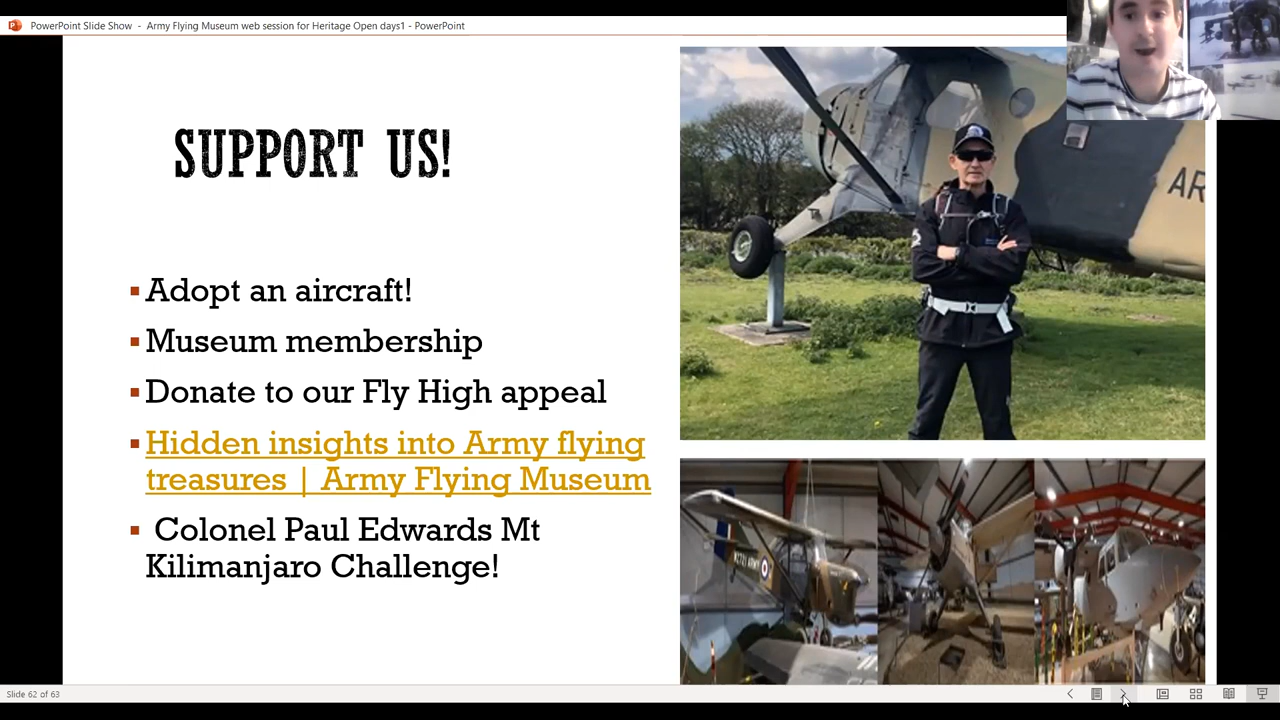 PowerPoint Slide Show - Army Flying Museum web session for Heritage Open days1 - PowerPoint
SUPPORT US!
Adopt an aircraft!
Museum membership
Donate to our Fly High appeal
Hidden insights into Army flying
treasures | Army Flying Museum
Colonel Paul Edwards Mt
Kilimanjaro Challenge!
AR
ARMY
Slide 62 of 63